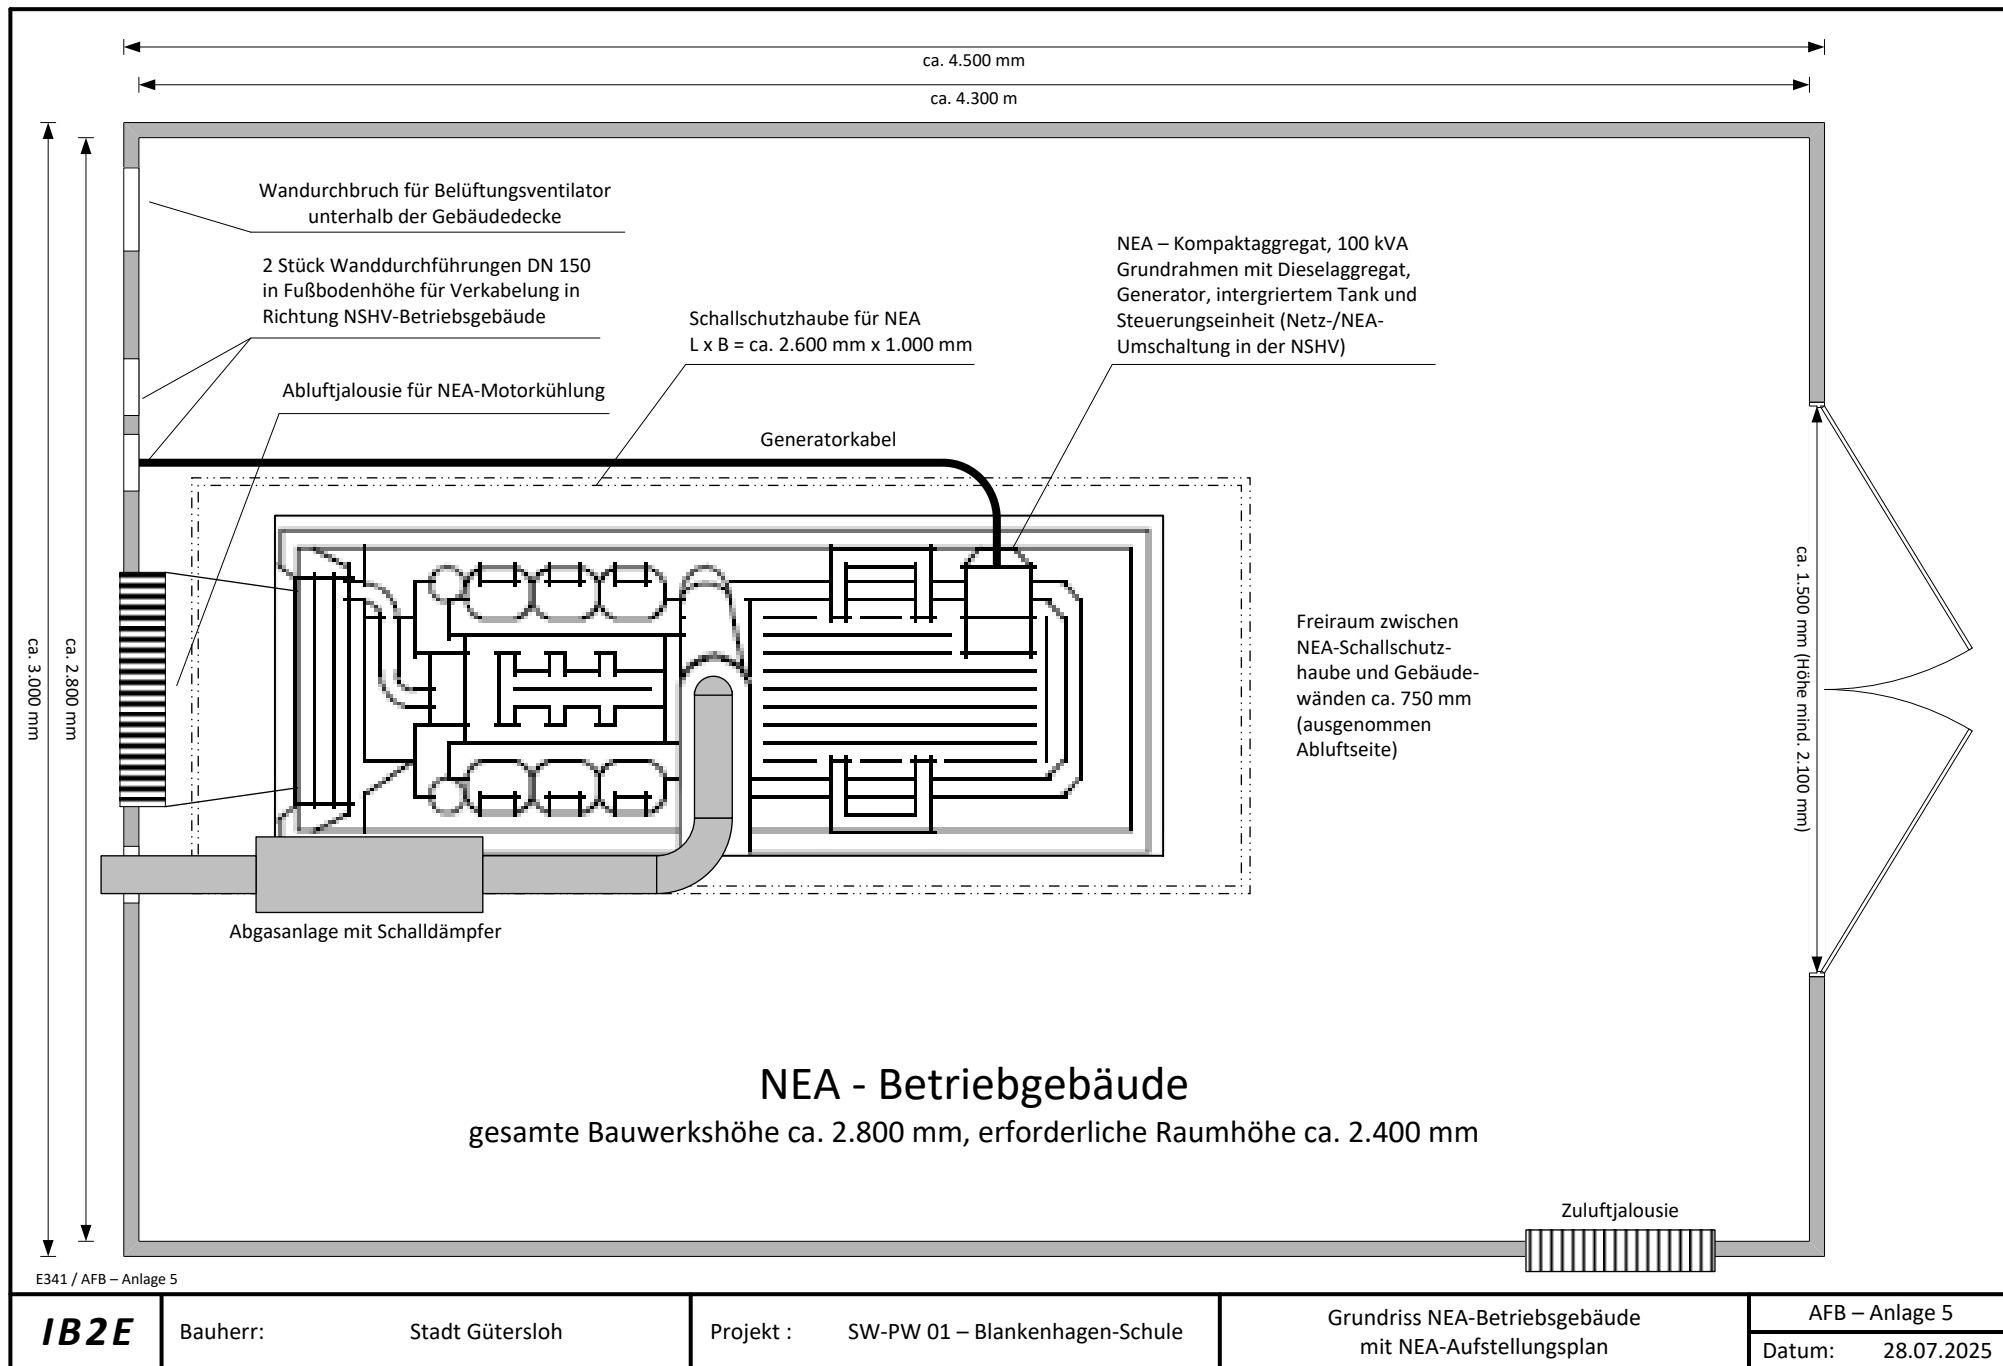 ca. 4.500 mm
ca. 4.300 m
Wandurchbruch für Belüftungsventilator
unterhalb der Gebäudedecke
2 Stück Wanddurchführungen DN 150
in Fußbodenhöhe für Verkabelung in
Richtung NSHV-Betriebsgebäude
Abluftjalousie für NEA-Motorkühlung
Schallschutzhaube für NEA
L x B = ca. 2.600 mm x 1.000 mm
NEA – Kompaktaggregat, 100 kVA
Grundrahmen mit Dieselaggregat,
Generator, intergriertem Tank und
Steuerungseinheit (Netz-/NEA-
Umschaltung in der NSHV)
Generatorkabel
ca. 3.000 mm
ca. 2.800 mm
Freiraum zwischen
NEA-Schallschutz-
haube und Gebäude-
wänden ca. 750 mm
(ausgenommen
Abluftseite)
ca. 1.500 mm (Höhe mind. 2.100 mm)
Abgasanlage mit Schalldämpfer
NEA - Betriebgebäude
gesamte Bauwerkshöhe ca. 2.800 mm, erforderliche Raumhöhe ca. 2.400 mm
Zuluftjalousie
E341 / AFB – Anlage 5
IB2E
Bauherr: Stadt Gütersloh
Projekt : SW-PW 01 – Blankenhagen-Schule
Grundriss NEA-Betriebsgebäude
mit NEA-Aufstellungsplan
AFB – Anlage 5
Datum: 28.07.2025